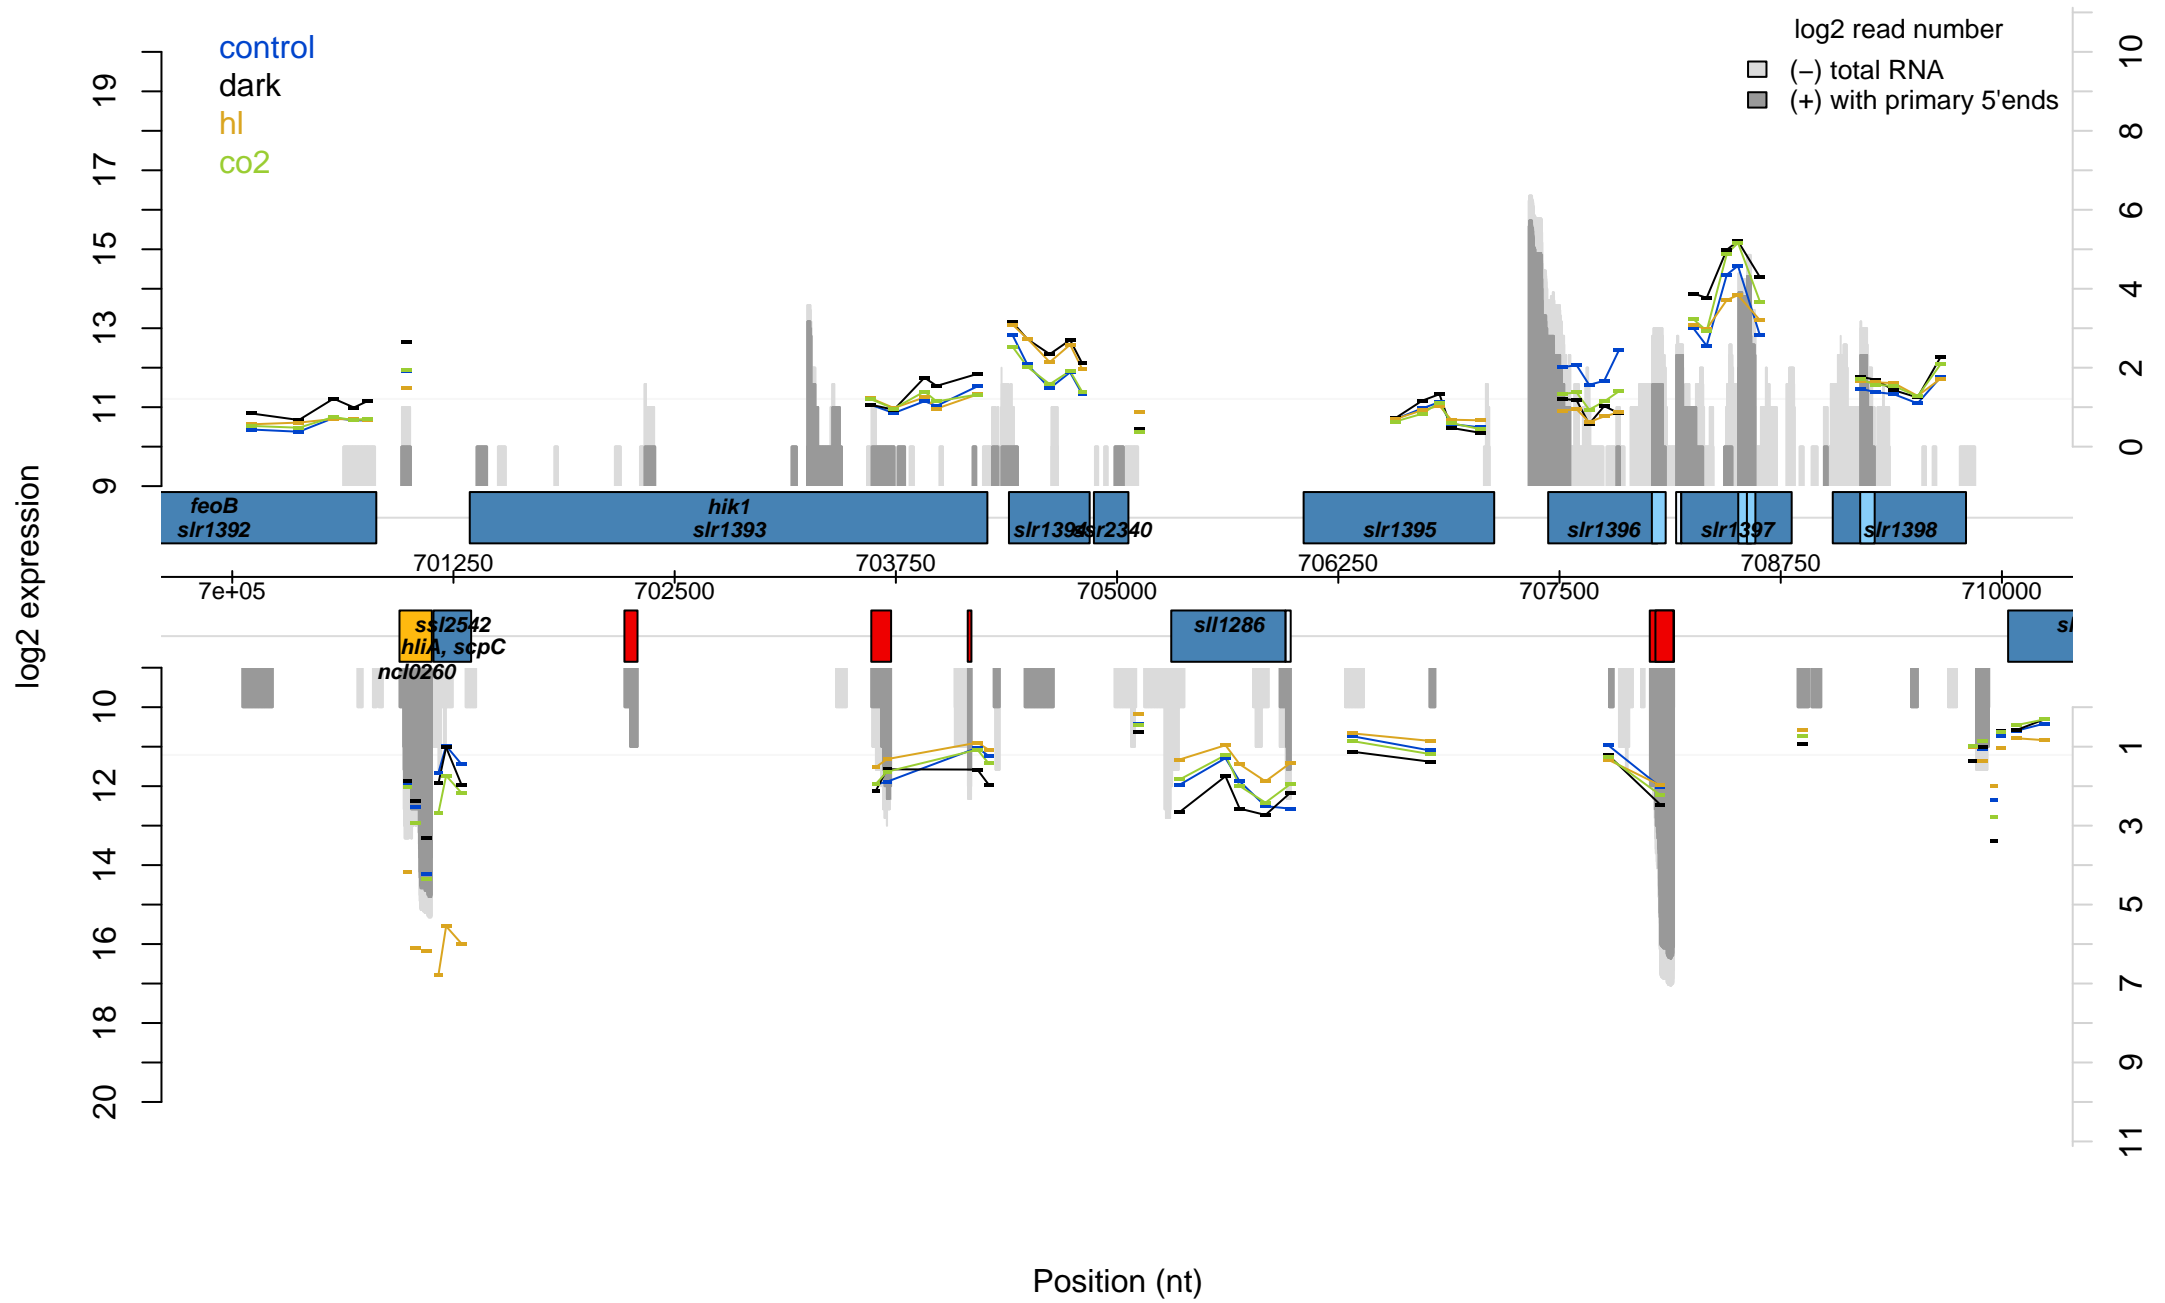 control
dark
hl
co2
log2 read number
(−) total RNA
(+) with primary 5'ends
19
17
15
13
11
9
10
8
6
4
2
0
log2 expression
feoB
slr1392
hik1
slr1393
slr1394
ssr2340
slr1395
slr1396
slr1397
slr1398
701250
703750
706250
708750
7e+05
702500
705000
707500
710000
ssl2542
hliA, scpC
ncl0260
sll1286
sl
10
12
14
16
18
20
1
3
5
7
9
11
Position (nt)